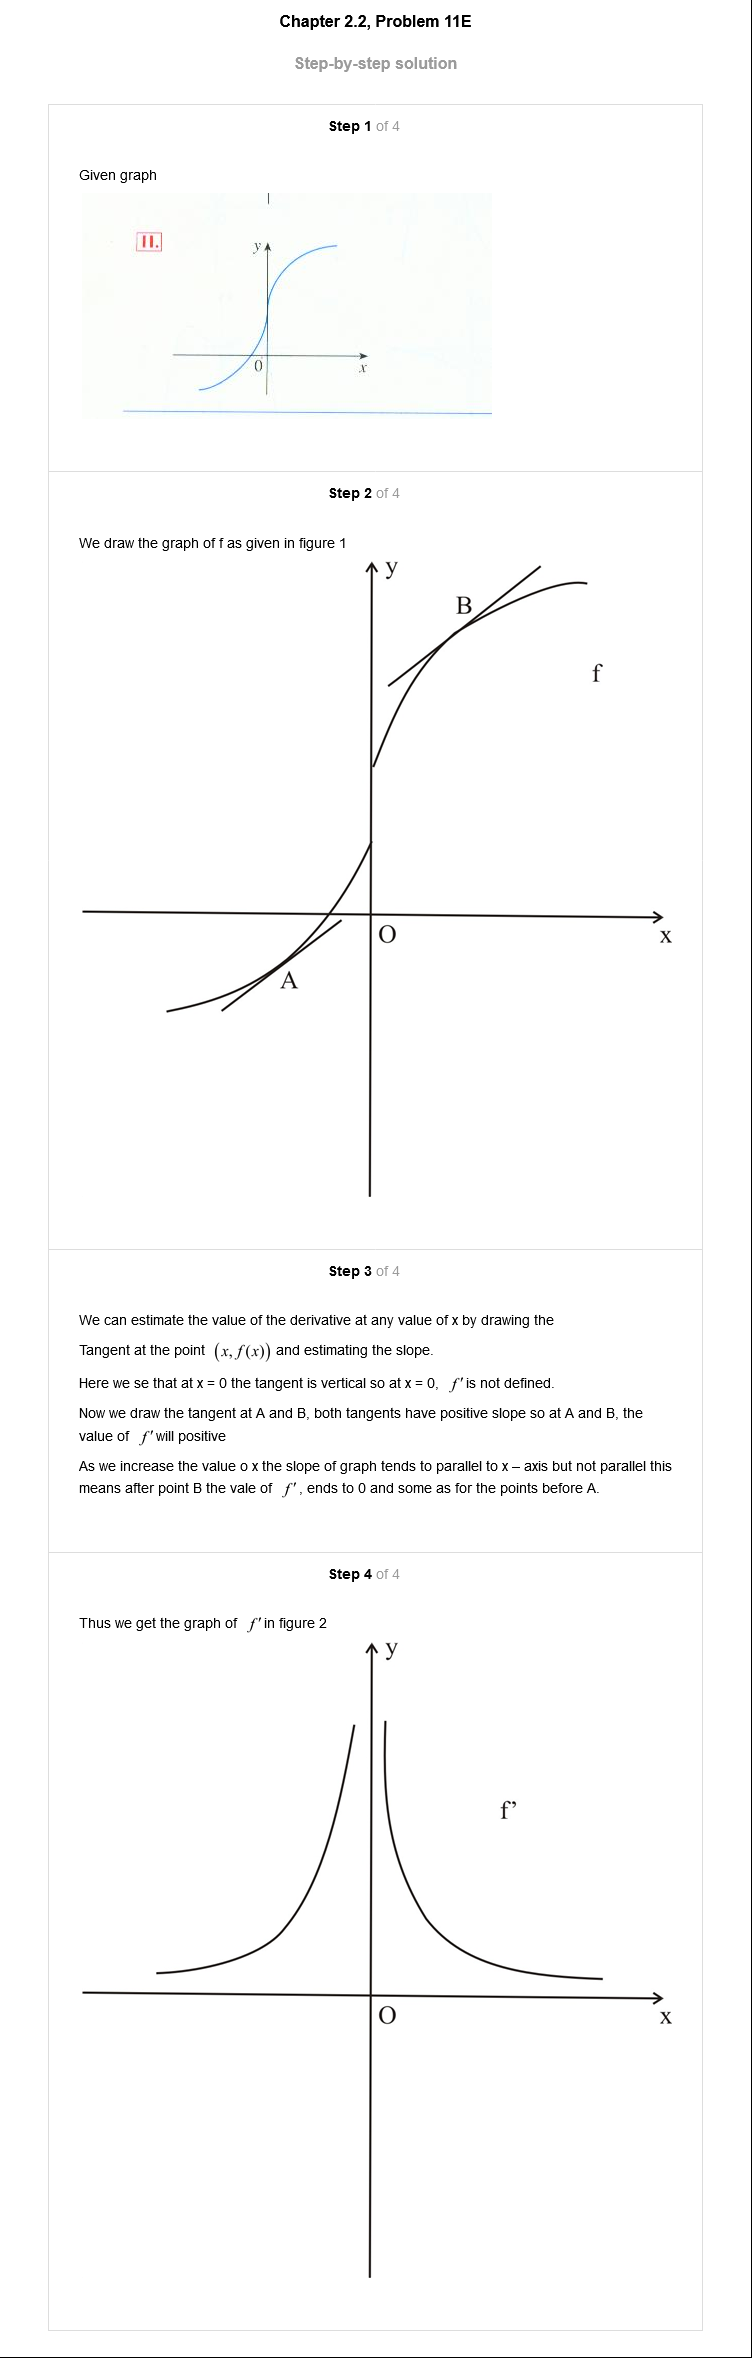 Chapter 2.2, Problem 11E
Step-by-step solution
Step 1 of 4
Given graph
11.
y
0
x
Step 2 of 4
We draw the graph of f as given in figure 1
y
B
f
O
x
A
Step 3 of 4
We can estimate the value of the derivative at any value of x by drawing the
Tangent at the point (x, f(x)) and estimating the slope.
Here we se that at x = 0 the tangent is vertical so at x = 0, f' is not defined.
Now we draw the tangent at A and B, both tangents have positive slope so at A and B, the
value of f' will positive
As we increase the value o x the slope of graph tends to parallel to x – axis but not parallel this
means after point B the vale of f', ends to 0 and some as for the points before A.
Step 4 of 4
Thus we get the graph of f' in figure 2
y
f’
O
x